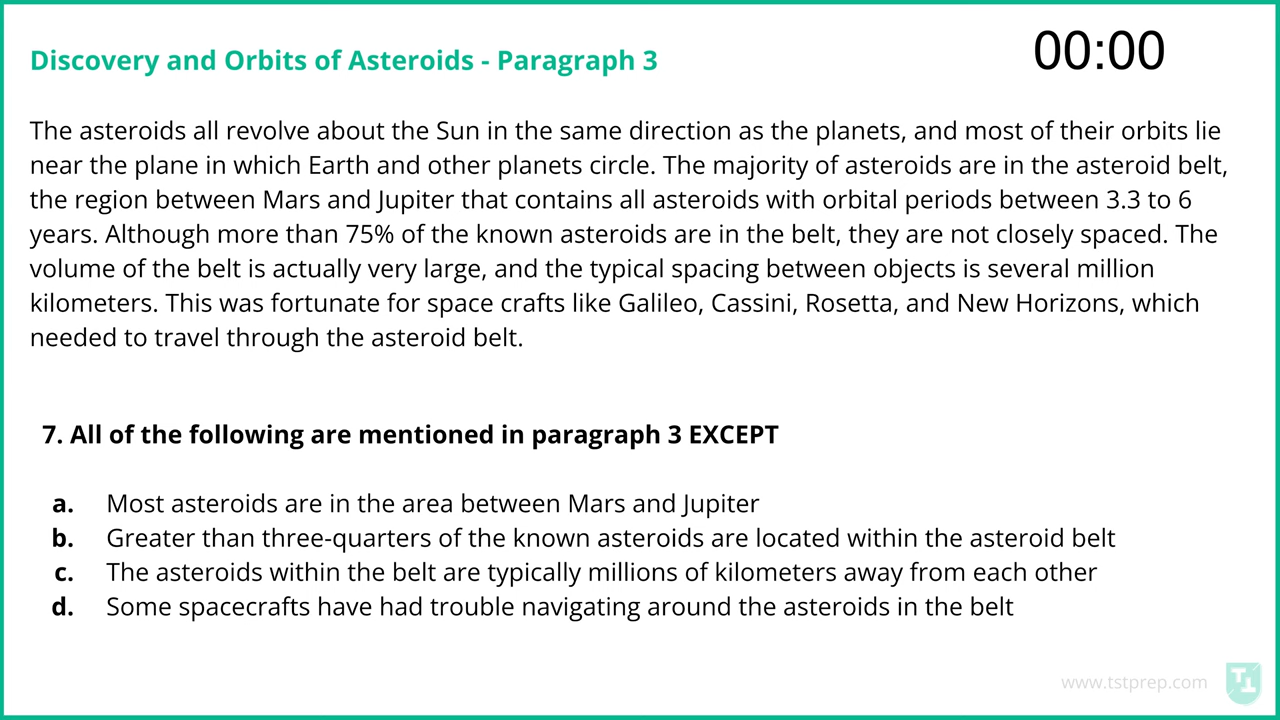 Discovery and Orbits of Asteroids - Paragraph 3
00:00
The asteroids all revolve about the Sun in the same direction as the planets, and most of their orbits lie
near the plane in which Earth and other planets circle. The majority of asteroids are in the asteroid belt,
the region between Mars and Jupiter that contains all asteroids with orbital periods between 3.3 to 6
years. Although more than 75% of the known asteroids are in the belt, they are not closely spaced. The
volume of the belt is actually very large, and the typical spacing between objects is several million
kilometers. This was fortunate for space crafts like Galileo, Cassini, Rosetta, and New Horizons, which
needed to travel through the asteroid belt.
7. All of the following are mentioned in paragraph 3 EXCEPT
a. Most asteroids are in the area between Mars and Jupiter
b. Greater than three-quarters of the known asteroids are located within the asteroid belt
c. The asteroids within the belt are typically millions of kilometers away from each other
d. Some spacecrafts have had trouble navigating around the asteroids in the belt
www.tstprep.com